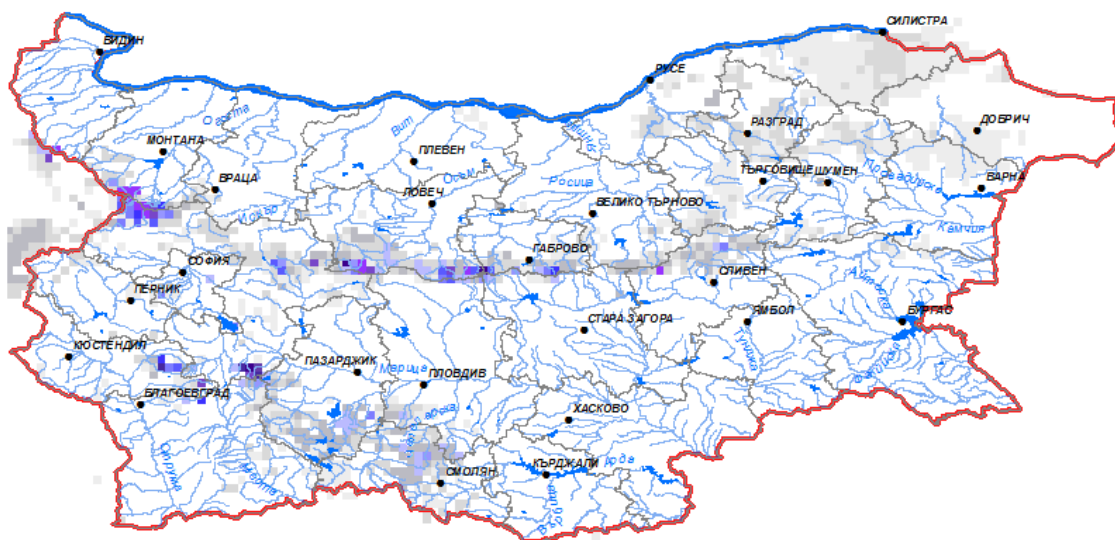 СИЛИСТРА
ВИДИН
РУСЕ
Огоста
ДОБРИЧ
РАЗГРАД
Вит
МОНТАНА
ПЛЕВЕН
Осъм
Росица
ТЪРГОВИЩЕ
ШУМЕН
ВАРНА
ВРАЦА
ЛОВЕЧ
ВЕЛИКО ТЪРНОВО
Камчия
ГАБРОВО
СОФИЯ
СЛИВЕН
ПЕРНИК
СТАРА ЗАГОРА
ЯМБОЛ
БУРГАС
КЮСТЕНДИЛ
Тунджа
ПАЗАРДЖИК
Марица
ПЛОВДИВ
БЛАГОЕВГРАД
ХАСКОВО
Струма
Места
СМОЛЯН
КЪРДЖАЛИ